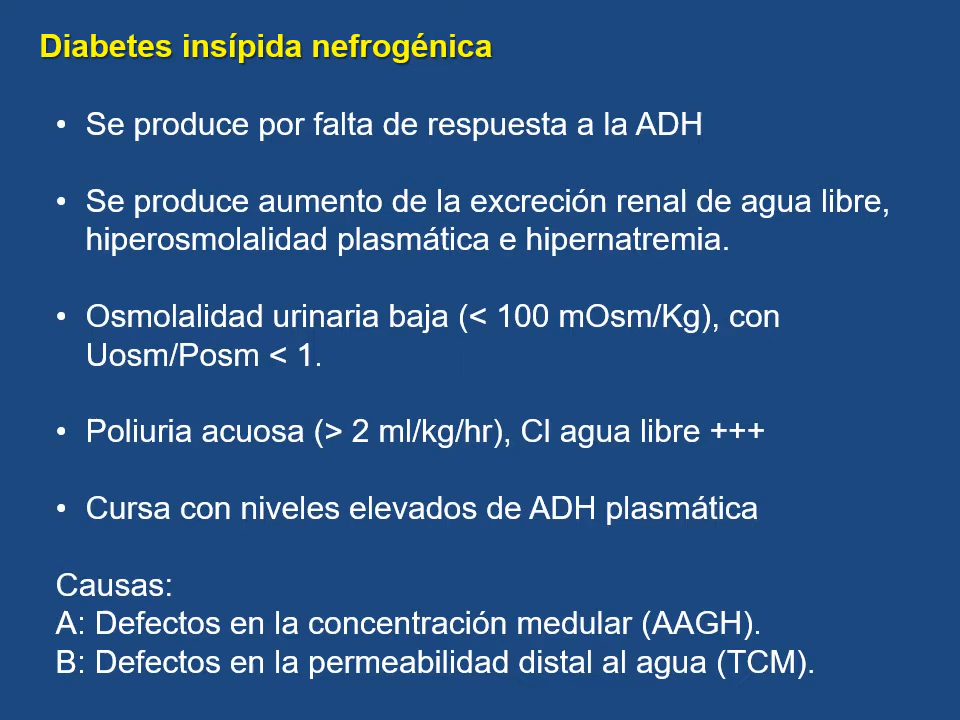 Diabetes insípida nefrogénica
• Se produce por falta de respuesta a la ADH
• Se produce aumento de la excreción renal de agua libre,
hiperosmolalidad plasmática e hipernatremia.
• Osmolalidad urinaria baja (< 100 mOsm/Kg), con
Uosm/Posm < 1.
• Poliuria acuosa (> 2 ml/kg/hr), Cl agua libre +++
• Cursa con niveles elevados de ADH plasmática
Causas:
A: Defectos en la concentración medular (AAGH).
B: Defectos en la permeabilidad distal al agua (TCM).